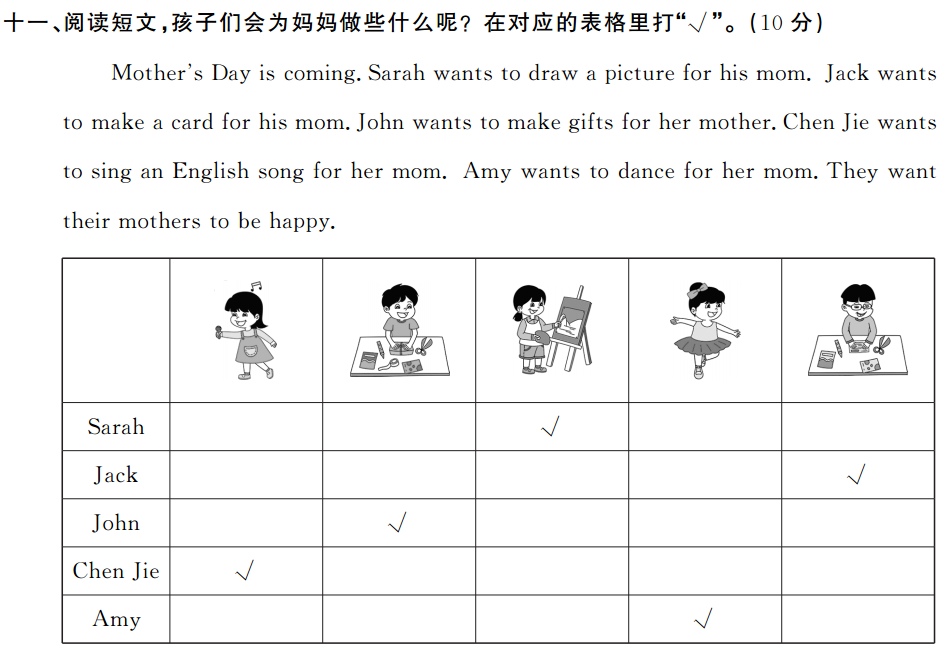 十一、阅读短文,孩子们会为妈妈做些什么呢？在对应的表格里打“√”。(10 分)
Mother's Day is coming. Sarah wants to draw a picture for his mom. Jack wants
to make a card for his mom. John wants to make gifts for her mother. Chen Jie wants
to sing an English song for her mom. Amy wants to dance for her mom. They want
their mothers to be happy.
Sarah √
Jack √
John √
Chen Jie √
Amy √